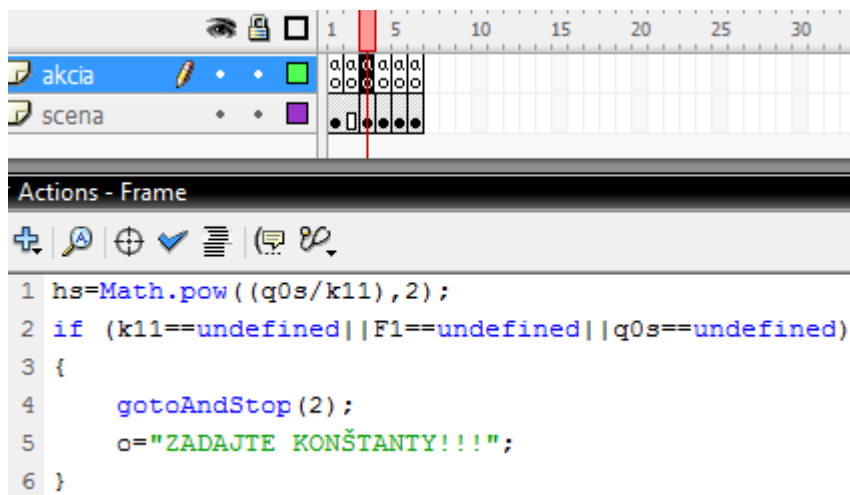 1 5 10 15 20 25 30
akcia
scena
Actions - Frame
1 hs=Math.pow((q0s/k11),2);
2 if (k11==undefined||F1==undefined||q0s==undefined)
3 {
4 gotoAndStop(2);
5 o="ZADAJTE KONŠTANTY!!!";
6 }